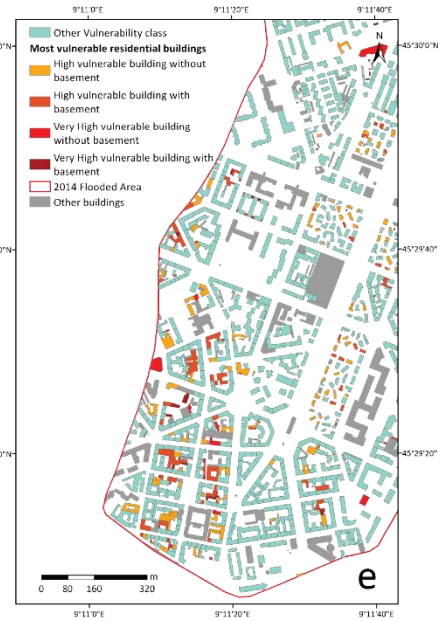 9°11'0"E
9°11'20"E
9°11'40"E
Other Vulnerability class
Most vulnerable residential buildings
High vulnerable building without
basement
High vulnerable building with
basement
Very High vulnerable building
without basement
Very High vulnerable building with
basement
2014 Flooded Area
Other buildings
N
0"N
45°30'0"N
0"N
45°29'40"N
0"N
45°29'20"N
m
0 80 160 320
e
9°11'0"E
9°11'20"E
9°11'40"E